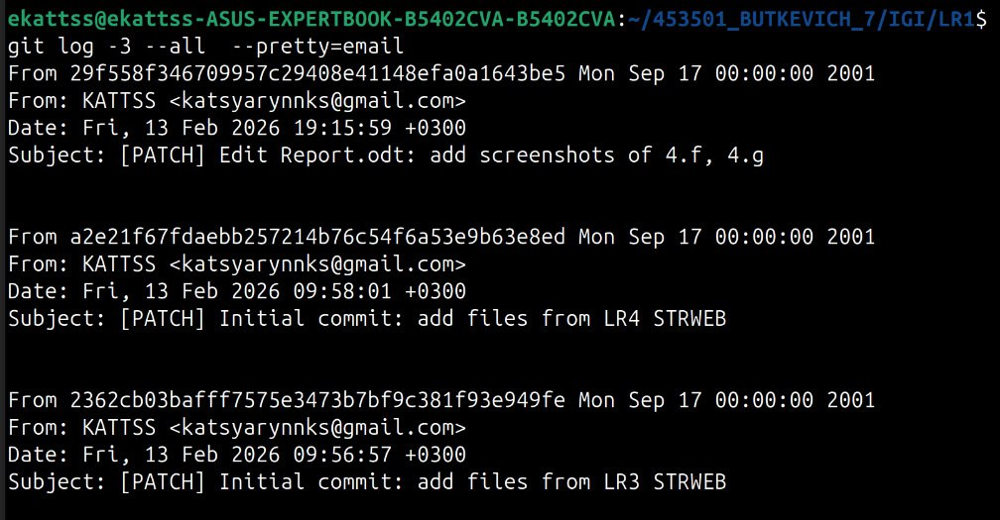 ekattss@ekattss-ASUS-EXPERTBOOK-B5402CVA-B5402CVA:~/453501_BUTKEVICH_7/IGI/LR1$
git log -3 --all  --pretty=email
From 29f558f346709957c29408e41148efa0a1643be5 Mon Sep 17 00:00:00 2001
From: KATTSS <katsyarynnks@gmail.com>
Date: Fri, 13 Feb 2026 19:15:59 +0300
Subject: [PATCH] Edit Report.odt: add screenshots of 4.f, 4.g
From a2e21f67fdaebb257214b76c54f6a53e9b63e8ed Mon Sep 17 00:00:00 2001
From: KATTSS <katsyarynnks@gmail.com>
Date: Fri, 13 Feb 2026 09:58:01 +0300
Subject: [PATCH] Initial commit: add files from LR4 STRWEB
From 2362cb03bafff7575e3473b7bf9c381f93e949fe Mon Sep 17 00:00:00 2001
From: KATTSS <katsyarynnks@gmail.com>
Date: Fri, 13 Feb 2026 09:56:57 +0300
Subject: [PATCH] Initial commit: add files from LR3 STRWEB